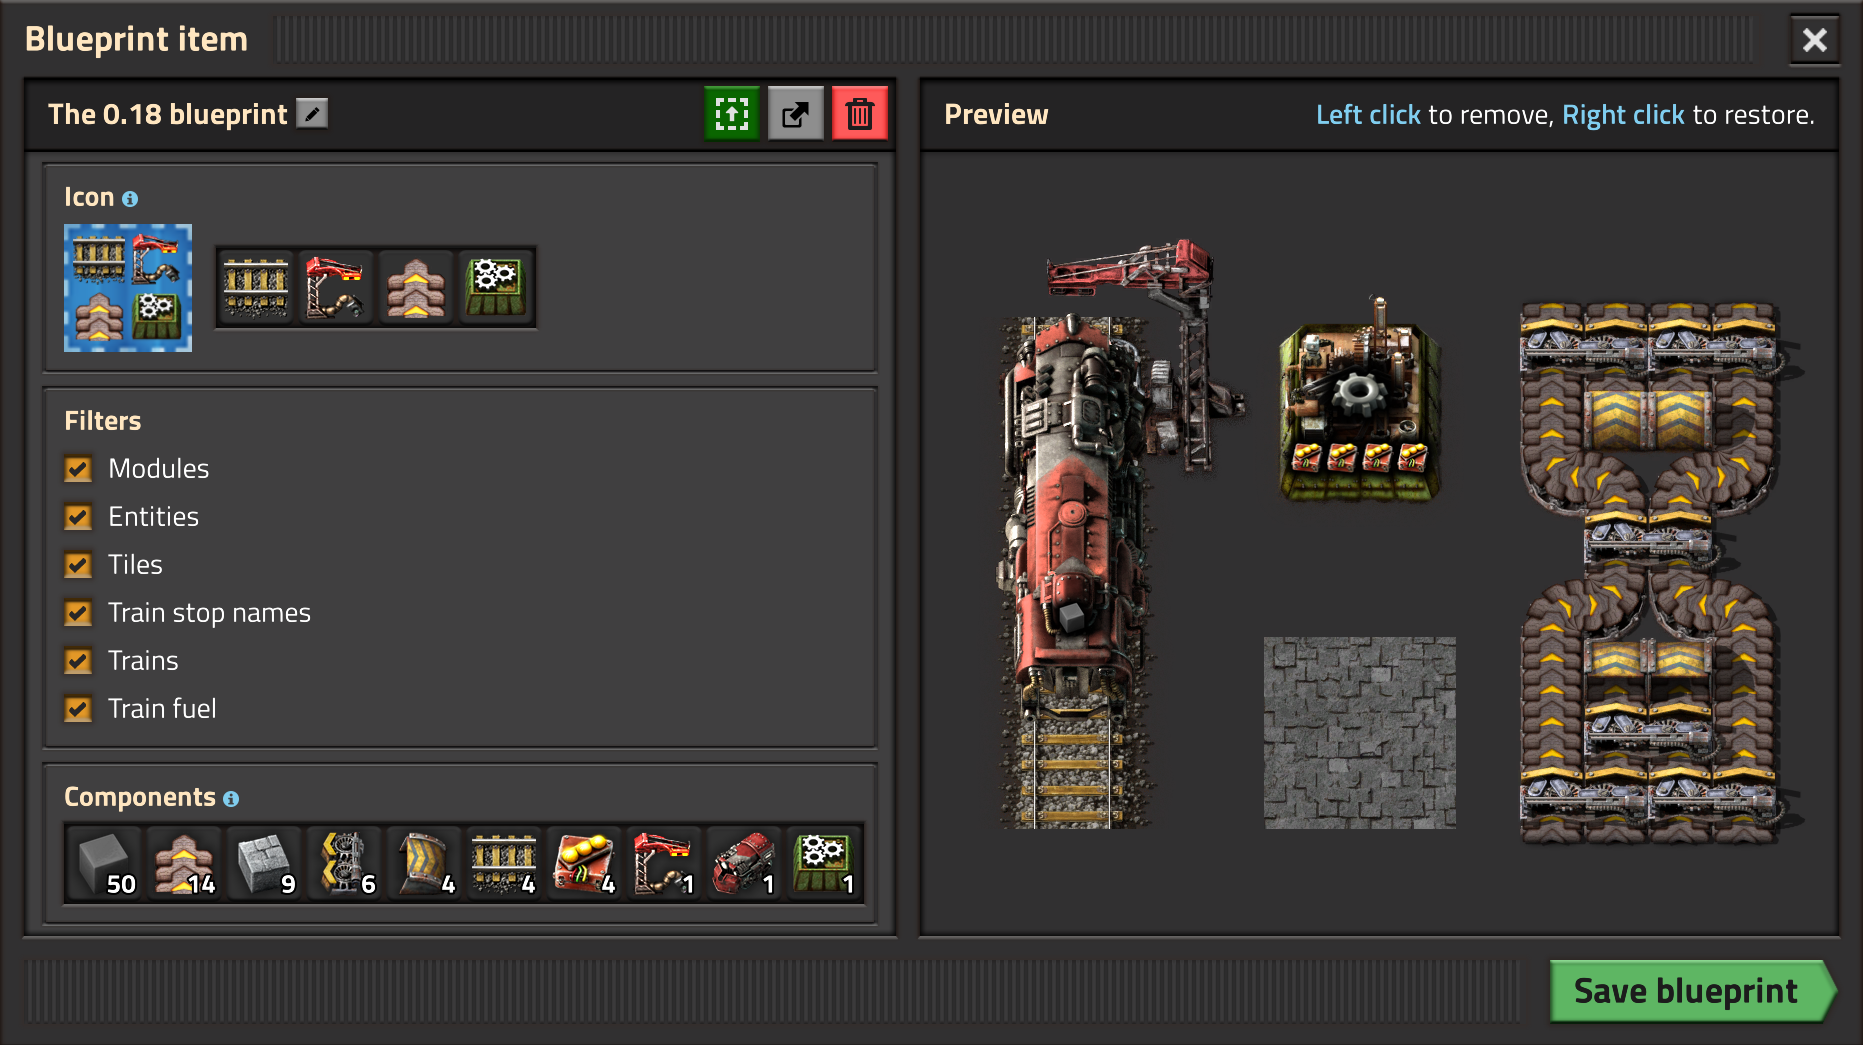 Blueprint item
The 0.18 blueprint
Preview
Left click to remove, Right click to restore.
Icon
Filters
Modules
Entities
Tiles
Train stop names
Trains
Train fuel
Components
50 14 9 6 4 4 4 1 1 1
Save blueprint